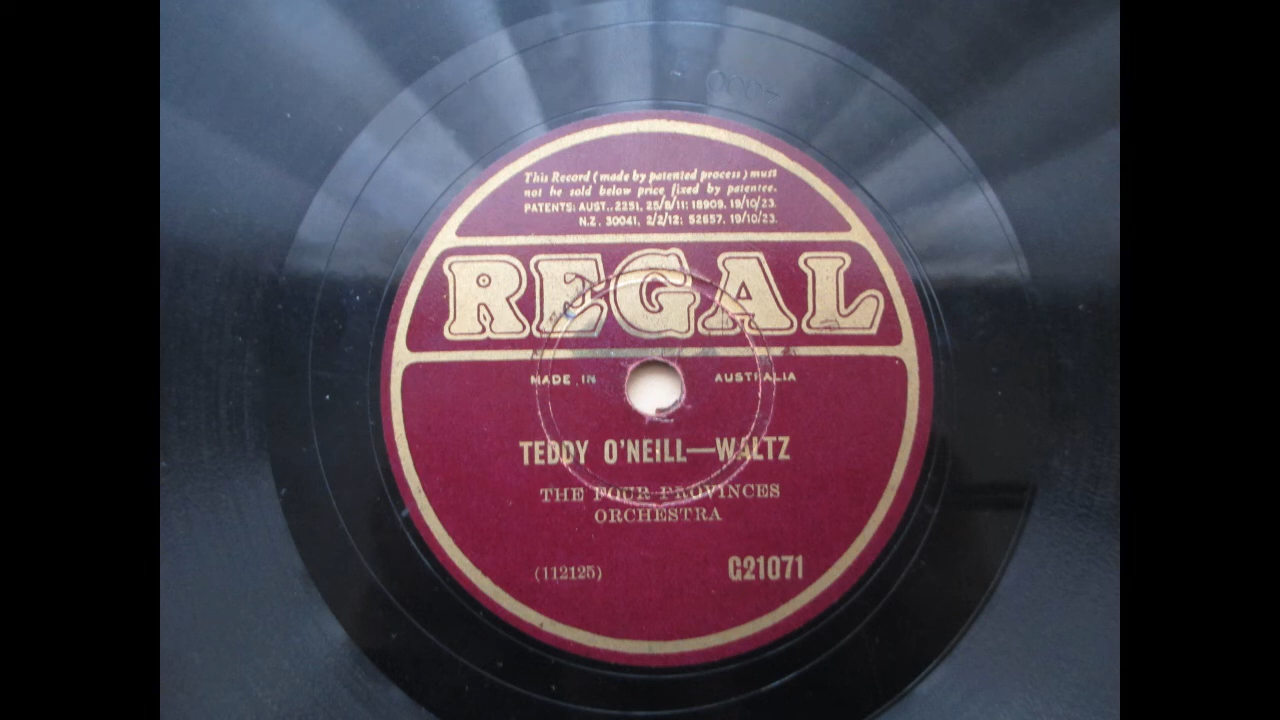 This Record (made by patented process) must
not be sold below price fixed by patentee.
PATENTS: AUST., 2251, 25/8/11: 18909, 19/10/23.
N.Z. 30041, 2/2/12: 52657, 19/10/23.
REGAL
MADE IN AUSTRALIA
TEDDY O'NEILL—WALTZ
THE FOUR PROVINCES
ORCHESTRA
(112125) G21071